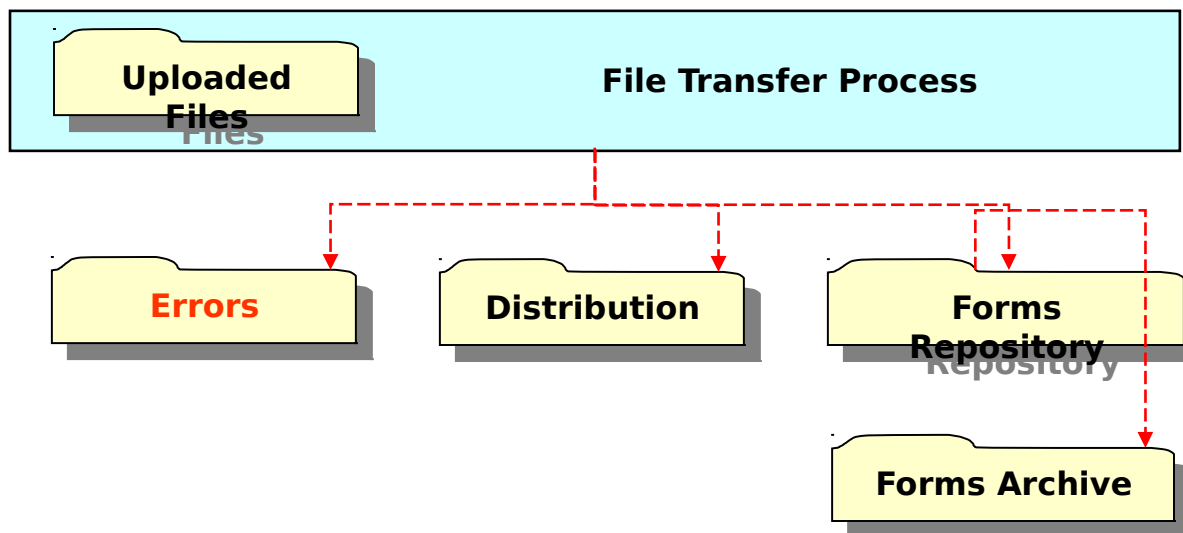 Uploaded
Files
File Transfer Process
Errors
Distribution
Forms
Repository
Forms Archive